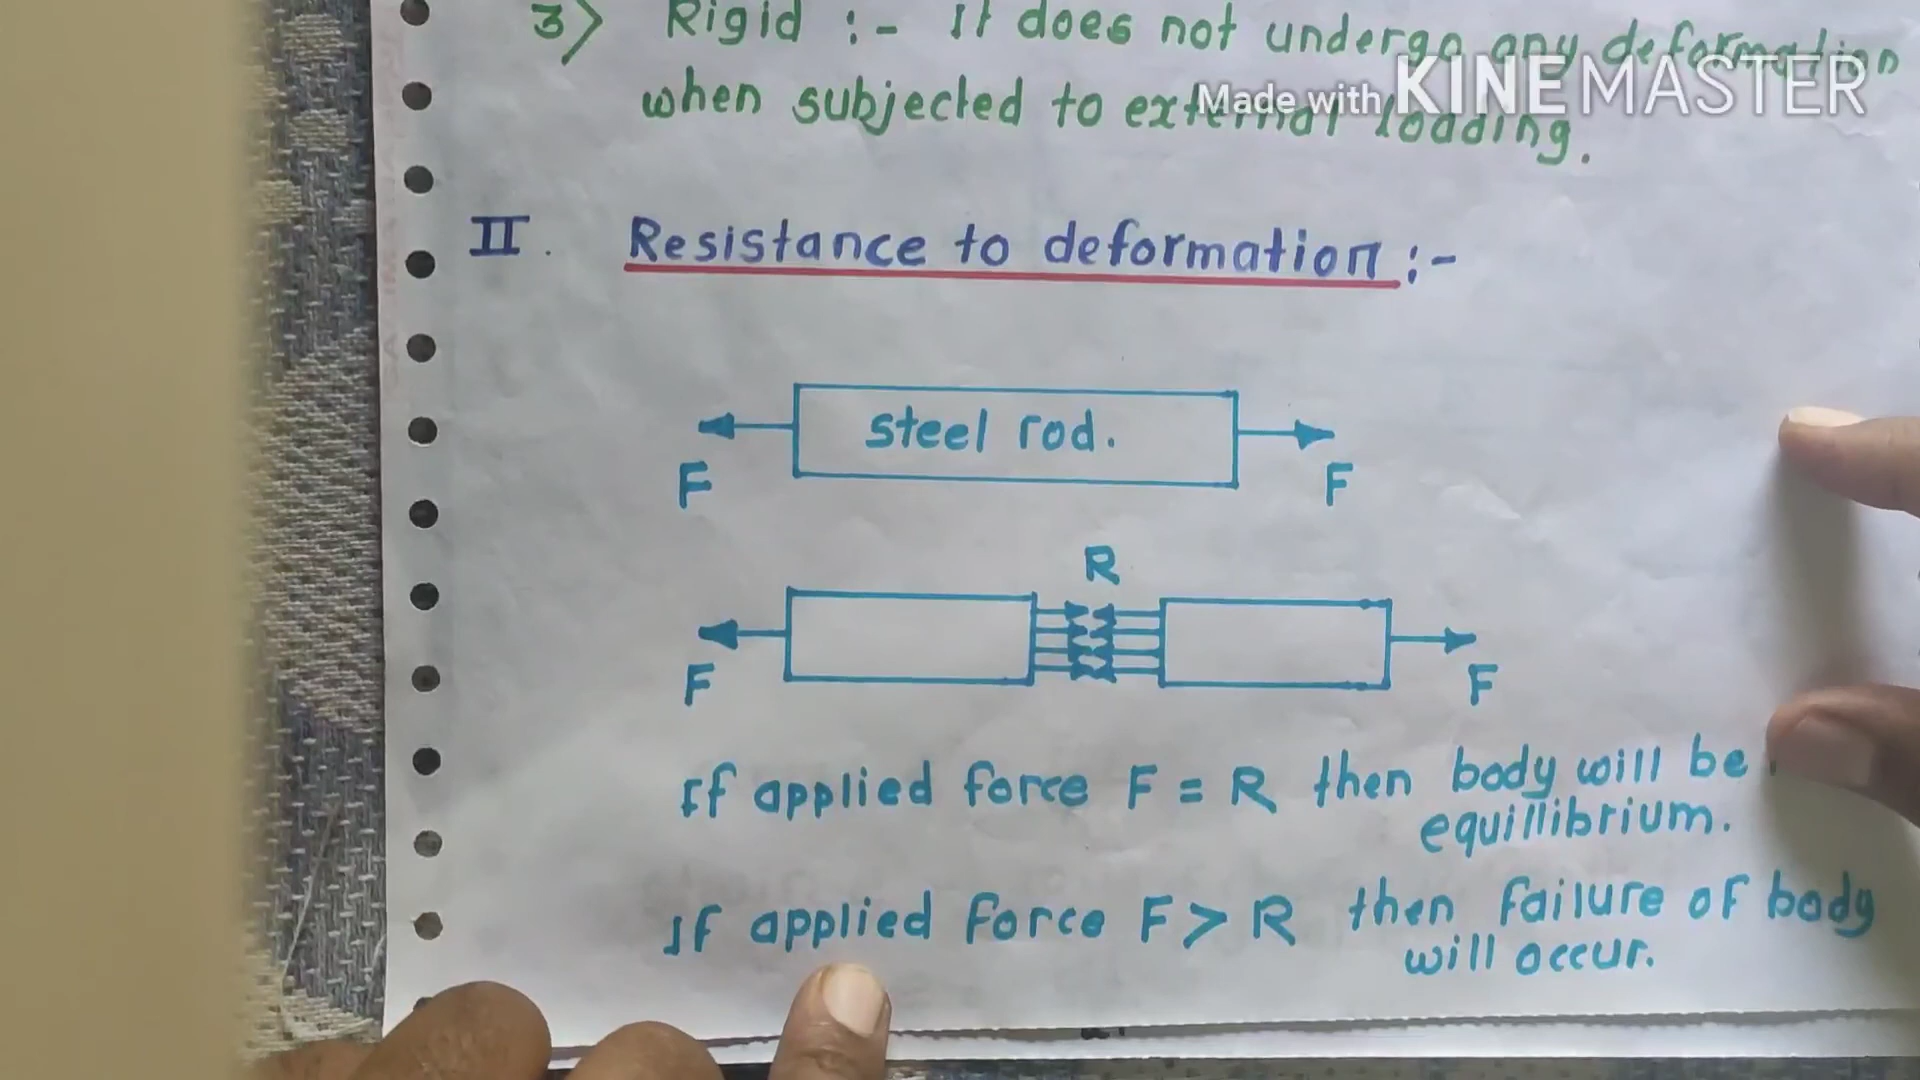 3> Rigid :- It does not undergo any deformation
Made with KINEMASTER
when subjected to external loading.
II. Resistance to deformation :-
steel rod.
F F
R
F F
If applied force F = R then body will be
equillibrium.
If applied Force F > R then failure of body
will occur.